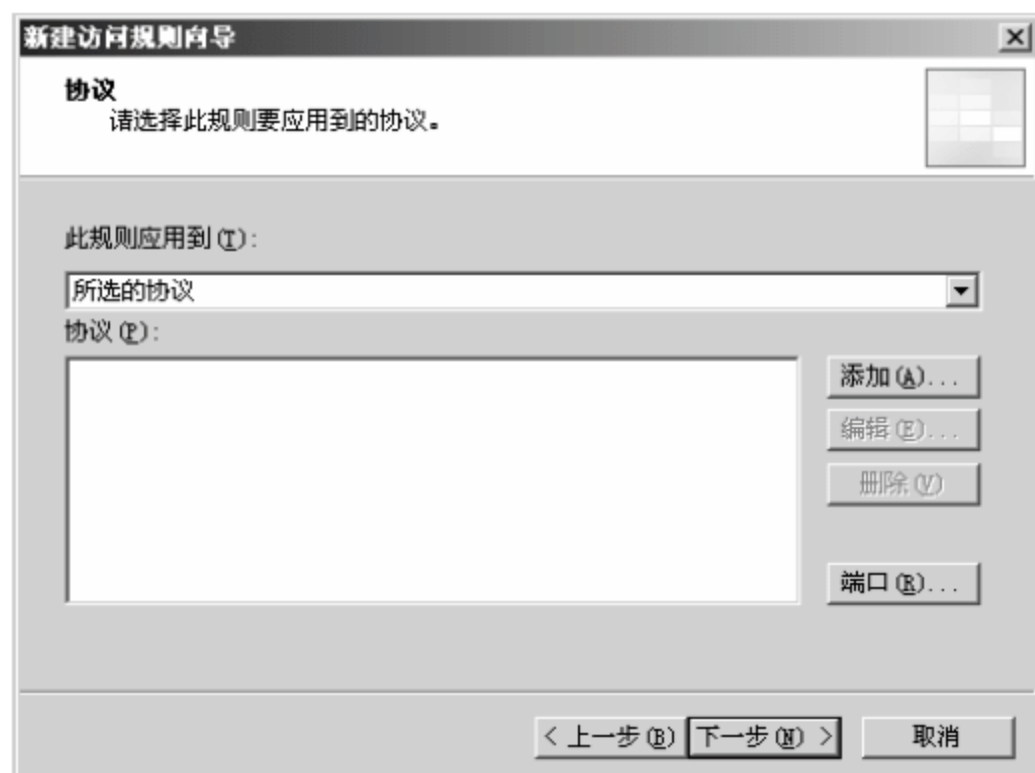 新建访问规则向导
协议
请选择此规则要应用到的协议。
此规则应用到(T):
所选的协议
协议(P):
添加(A)...
编辑(E)...
删除(V)
端口(R)...
< 上一步(B) 下一步(N) > 取消